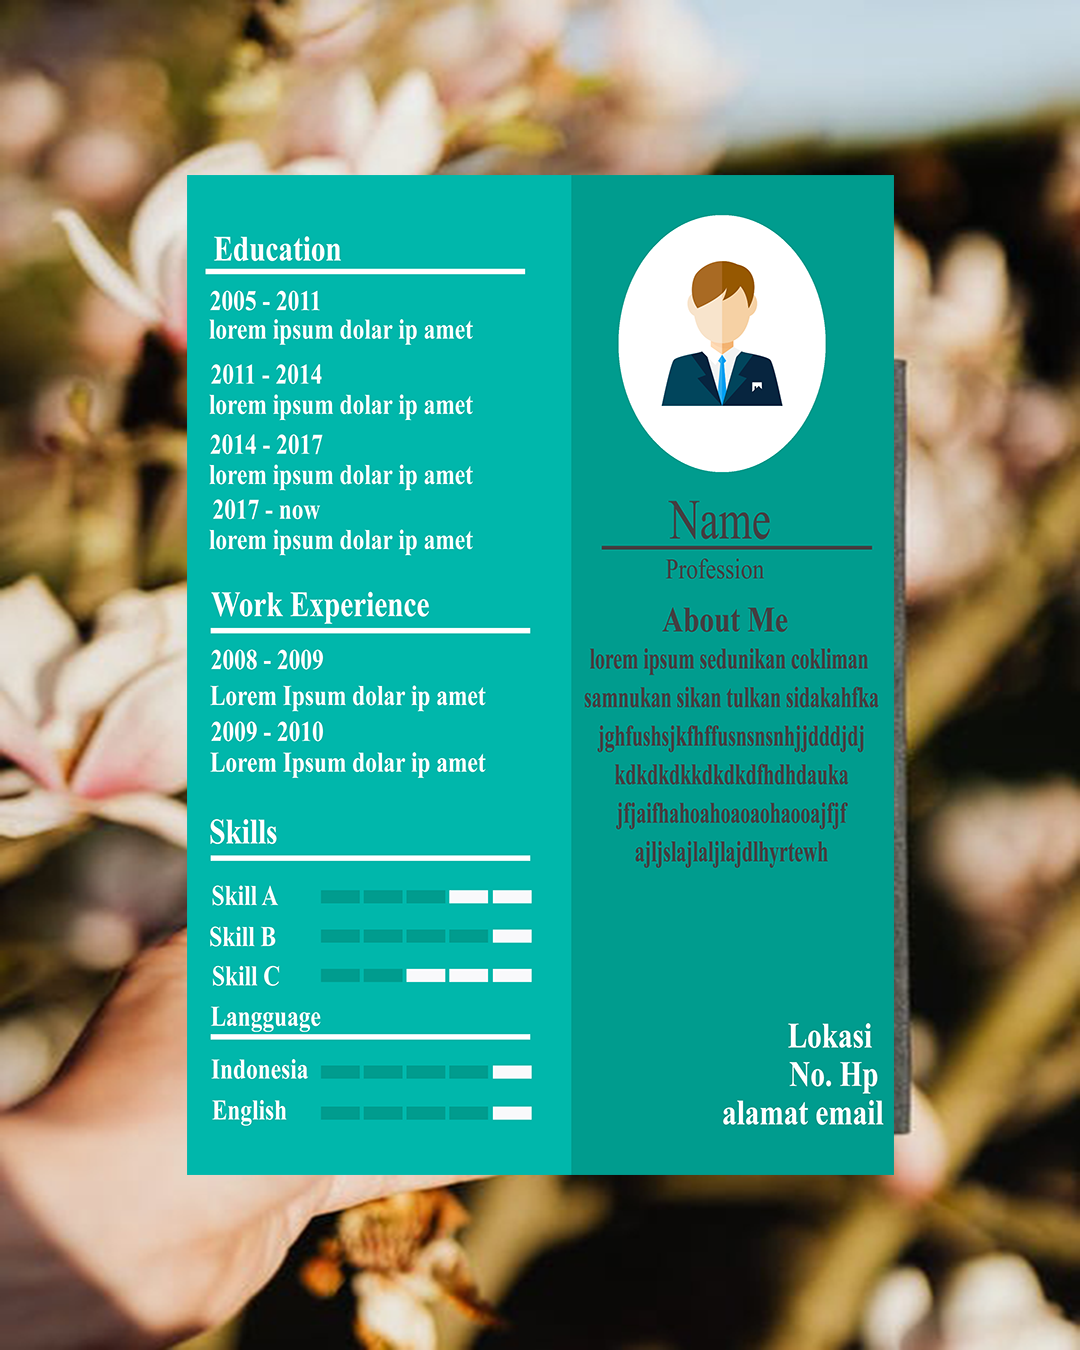 Education
2005 - 2011
lorem ipsum dolar ip amet
2011 - 2014
lorem ipsum dolar ip amet
2014 - 2017
lorem ipsum dolar ip amet
2017 - now
lorem ipsum dolar ip amet
Work Experience
2008 - 2009
Lorem Ipsum dolar ip amet
2009 - 2010
Lorem Ipsum dolar ip amet
Skills
Skill A
Skill B
Skill C
Langguage
Indonesia
English
Name
Profession
About Me
lorem ipsum sedunikan cokliman
samnukan sikan tulkan sidakahfka
jghfushsjkfhffusnsnsnhjjdddjdj
kdkdkdkkdkdkdfhdhdauka
jfjaifhahoahoaoaohaooajfjf
ajljslajlaljlajdlhyrtewh
Lokasi
No. Hp
alamat email